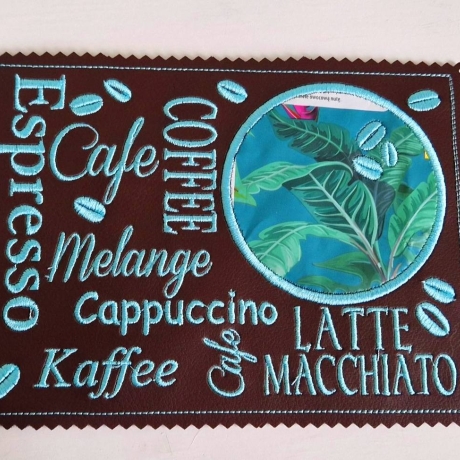 Espresso
Cafe
COFFEE
Melange
Cappuccino
Kaffee
Cafe
LATTE
MACCHIATO